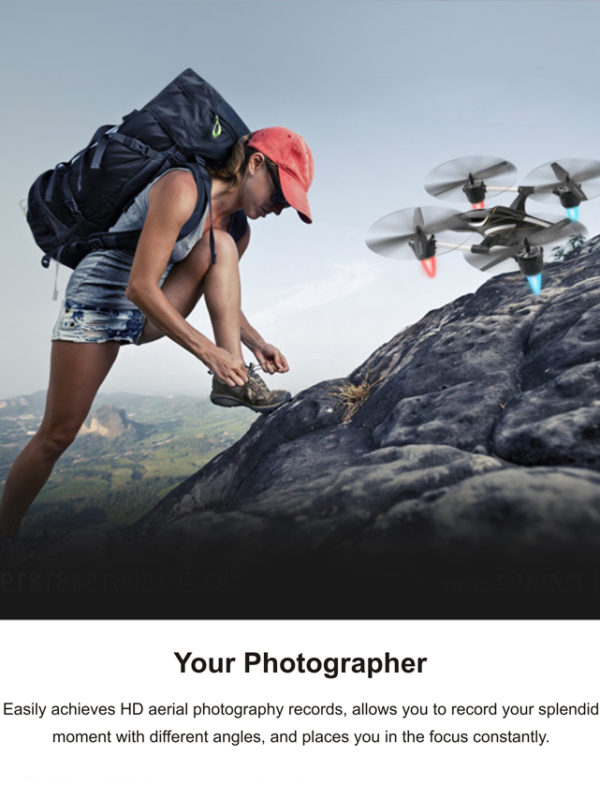 Your Photographer
Easily achieves HD aerial photography records, allows you to record your splendid
moment with different angles, and places you in the focus constantly.